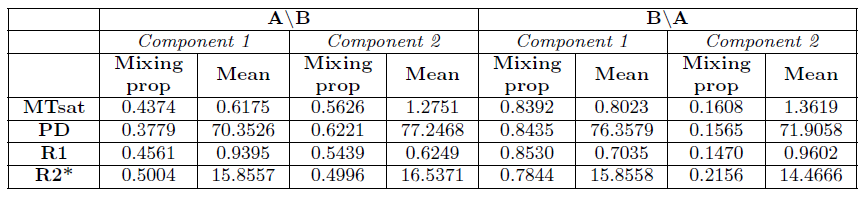 A\B B\A
Component 1 Component 2 Component 1 Component 2
Mixing prop Mean Mixing prop Mean Mixing prop Mean Mixing prop Mean
MTsat 0.4374 0.6175 0.5626 1.2751 0.8392 0.8023 0.1608 1.3619
PD 0.3779 70.3526 0.6221 77.2468 0.8435 76.3579 0.1565 71.9058
R1 0.4561 0.9395 0.5439 0.6249 0.8530 0.7035 0.1470 0.9602
R2* 0.5004 15.8557 0.4996 16.5371 0.7844 15.8558 0.2156 14.4666